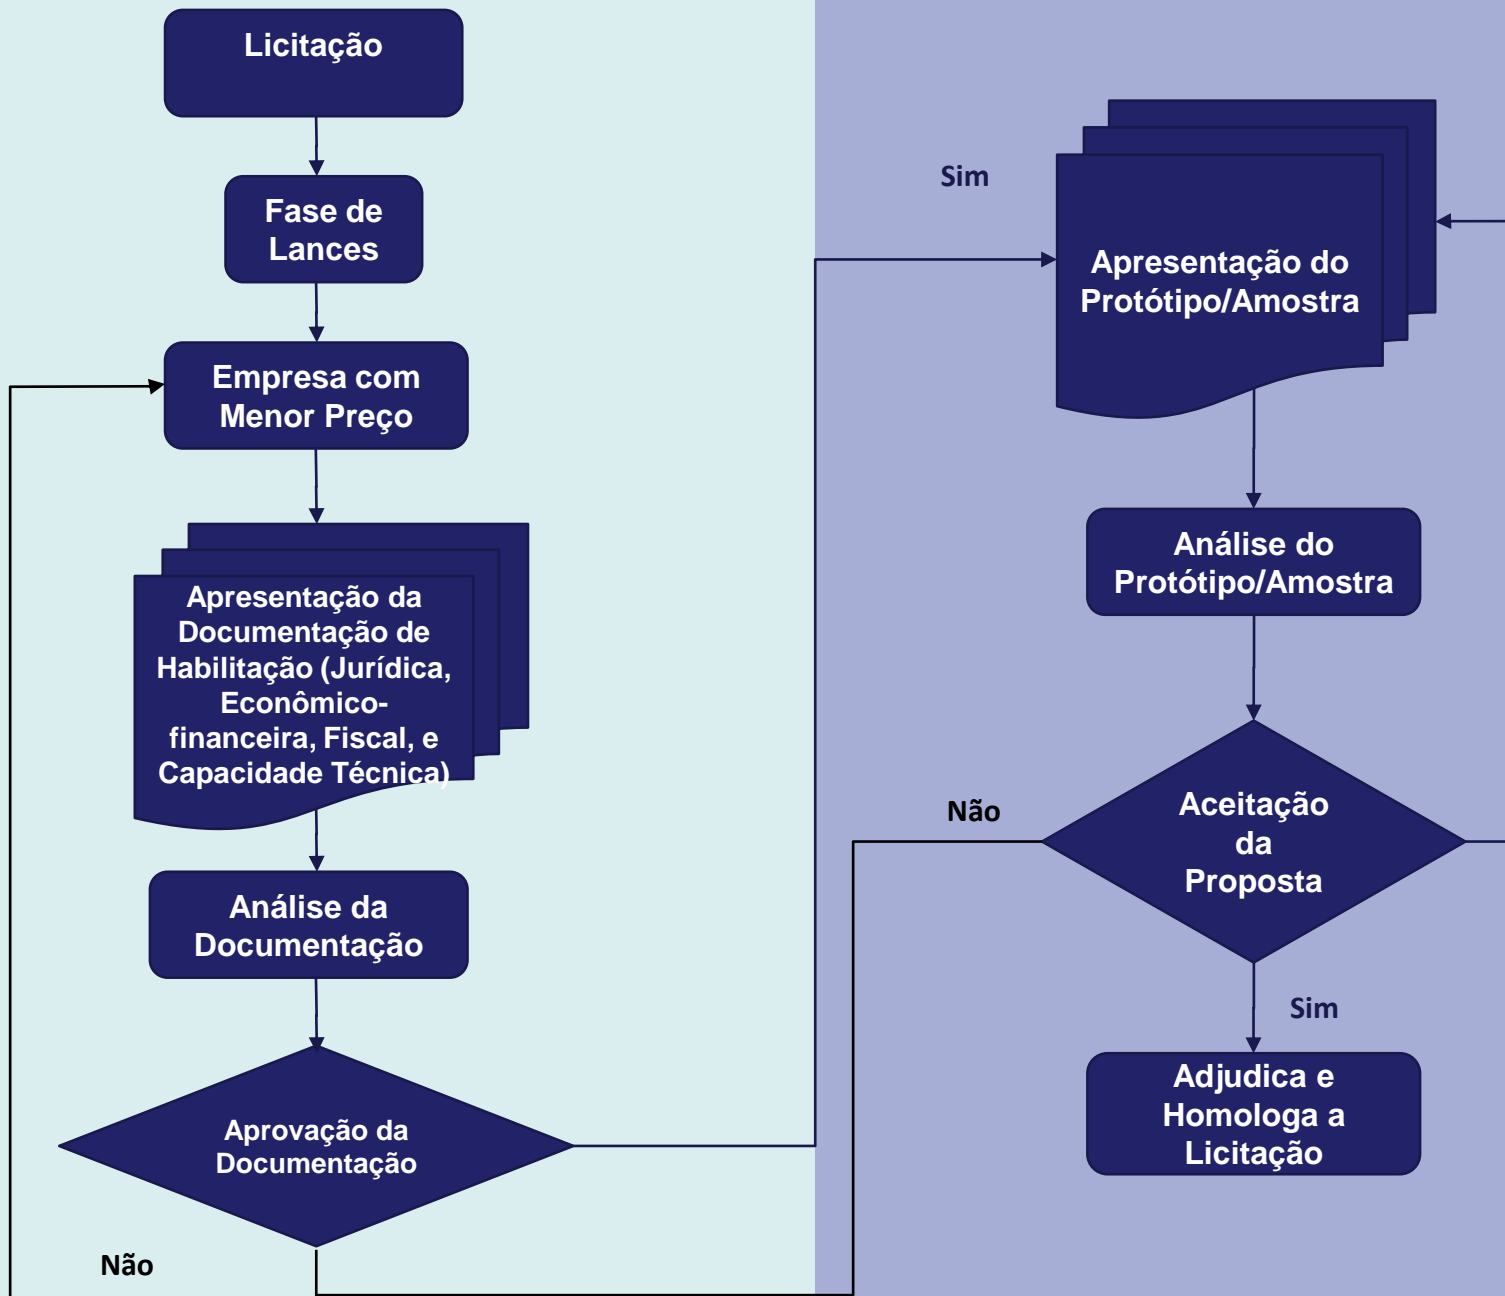 Licitação
Fase de
Lances
Empresa com
Menor Preço
Apresentação da
Documentação de
Habilitação (Jurídica,
Econômico-
financeira, Fiscal, e
Capacidade Técnica)
Análise da
Documentação
Aprovação da
Documentação
Não
Sim
Apresentação do
Protótipo/Amostra
Análise do
Protótipo/Amostra
Não
Aceitação
da
Proposta
Sim
Adjudica e
Homologa a
Licitação